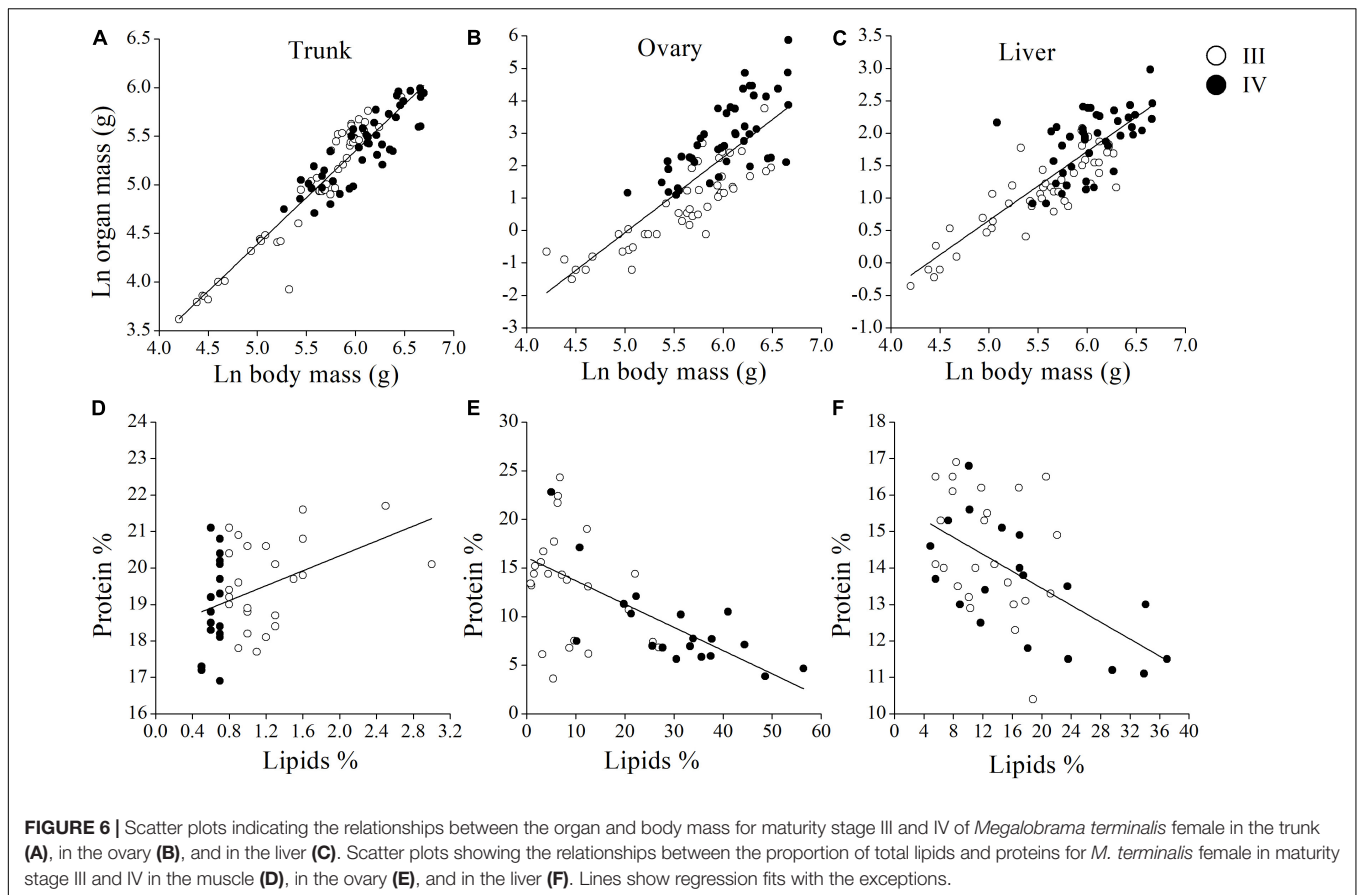 A
Trunk
Ln organ mass (g)
6.5
6.0
5.5
5.0
4.5
4.0
3.5
4.0 4.5 5.0 5.5 6.0 6.5 7.0
Ln body mass (g)
B
Ovary
6
5
4
3
2
1
0
-1
-2
-3
4.0 4.5 5.0 5.5 6.0 6.5 7.0
Ln body mass (g)
C
Liver
3.5
3.0
2.5
2.0
1.5
1.0
0.5
0.0
-0.5
-1.0
4.0 4.5 5.0 5.5 6.0 6.5 7.0
Ln body mass (g)
III
IV
D
Protein %
24
23
22
21
20
19
18
17
16
0.0 0.4 0.8 1.2 1.6 2.0 2.4 2.8 3.2
Lipids %
E
Protein %
30
25
20
15
10
5
0
0 10 20 30 40 50 60
Lipids %
F
Protein %
18
17
16
15
14
13
12
11
10
0 4 8 12 16 20 24 28 32 36 40
Lipids %
FIGURE 6 | Scatter plots indicating the relationships between the organ and body mass for maturity stage III and IV of Megalobrama terminalis female in the trunk
(A), in the ovary (B), and in the liver (C). Scatter plots showing the relationships between the proportion of total lipids and proteins for M. terminalis female in maturity
stage III and IV in the muscle (D), in the ovary (E), and in the liver (F). Lines show regression fits with the exceptions.